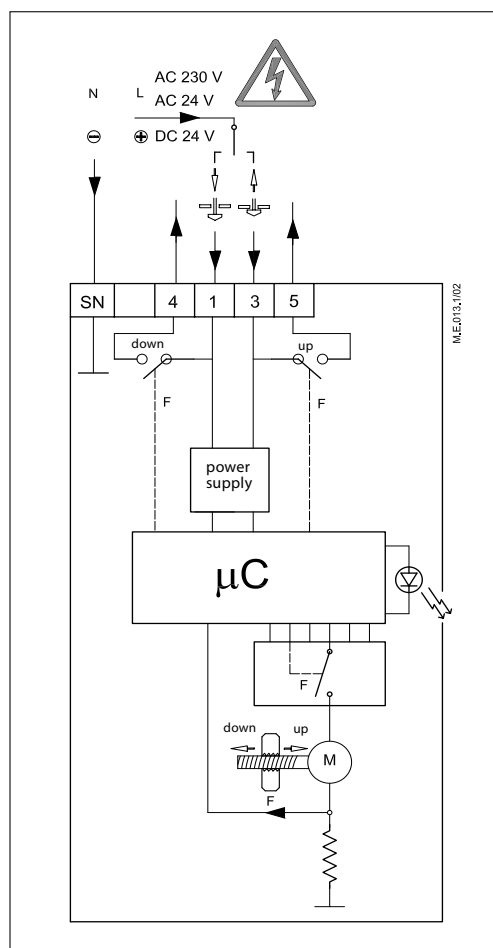 AC 230 V
N L AC 24 V
⊖ ⊕ DC 24 V
SN 4 1 3 5
M.E.013.1/02
down up
F F
power
supply
µC
F
down up
M
F